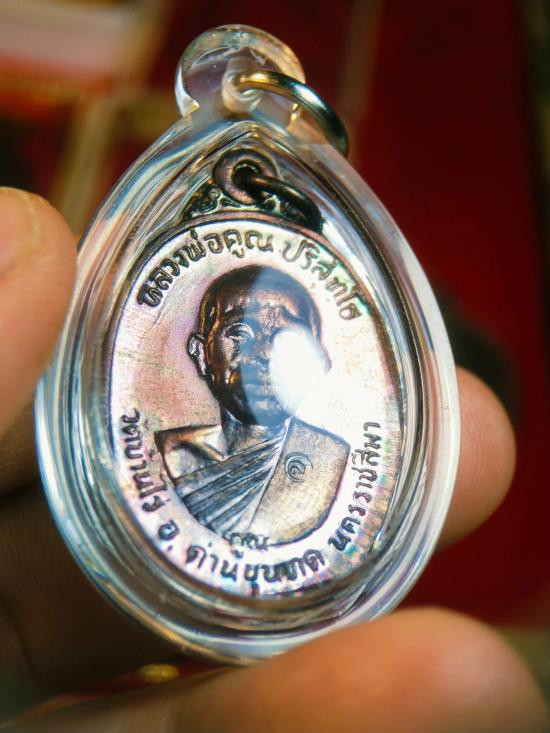 หลวงพ่อคูณ ปริสุทฺโธ
คูณ
วัดบ้านไร่ อ. ด่านขุนทด นครราชสีมา